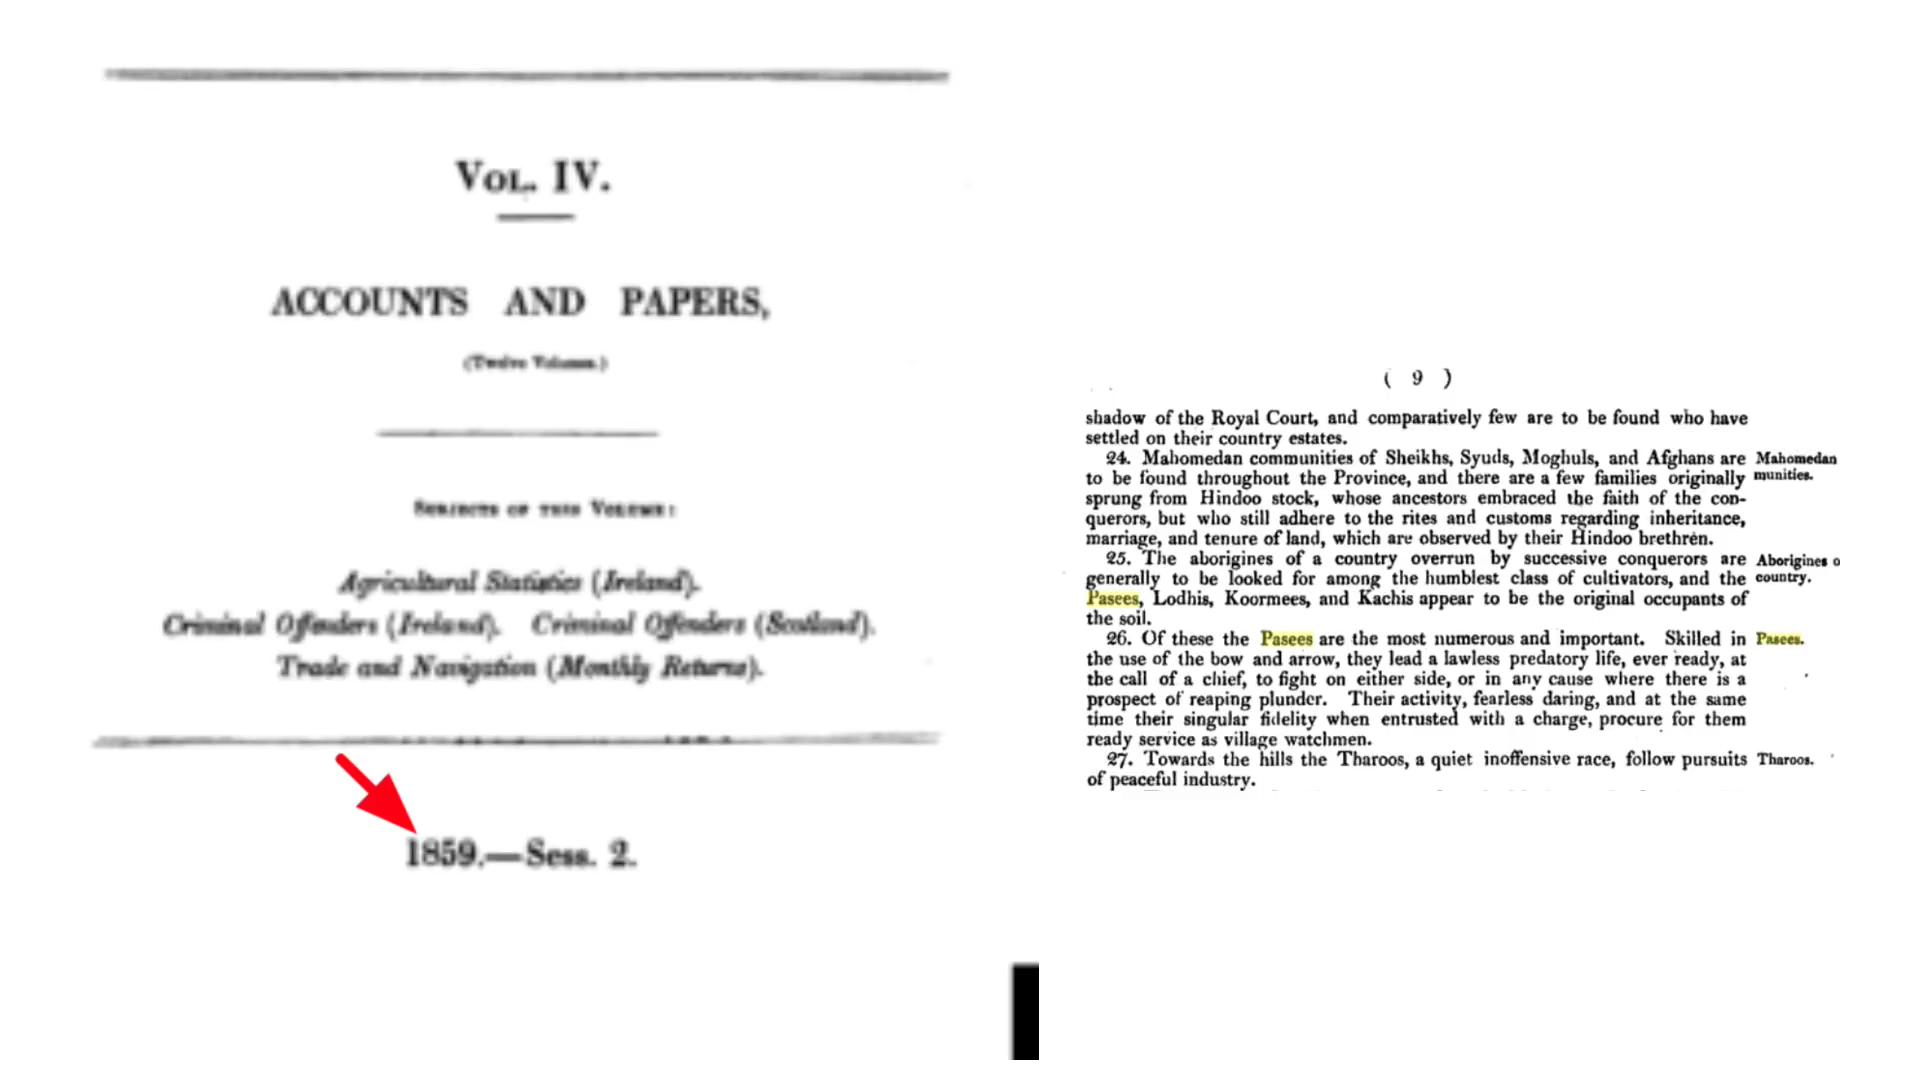 VOL. IV.
ACCOUNTS AND PAPERS,
(Twelve Volumes.)
SUBJECTS OF THIS VOLUME:
Agricultural Statistics (Ireland).
Criminal Offenders (Ireland). Criminal Offenders (Scotland).
Trade and Navigation (Monthly Returns).
1859.—Sess. 2.
( 9 )
shadow of the Royal Court, and comparatively few are to be found who have
settled on their country estates.
24. Mahomedan communities of Sheikhs, Syuds, Moghuls, and Afghans are Mahomedan
to be found throughout the Province, and there are a few families originally munities.
sprung from Hindoo stock, whose ancestors embraced the faith of the con-
querors, but who still adhere to the rites and customs regarding inheritance,
marriage, and tenure of land, which are observed by their Hindoo brethren.
25. The aborigines of a country overrun by successive conquerors are Aborigines o
generally to be looked for among the humblest class of cultivators, and the country.
Pasees, Lodhis, Koormees, and Kachis appear to be the original occupants of
the soil.
26. Of these the Pasees are the most numerous and important. Skilled in Pasees.
the use of the bow and arrow, they lead a lawless predatory life, ever ready, at
the call of a chief, to fight on either side, or in any cause where there is a
prospect of reaping plunder. Their activity, fearless daring, and at the same
time their singular fidelity when entrusted with a charge, procure for them
ready service as village watchmen.
27. Towards the hills the Tharoos, a quiet inoffensive race, follow pursuits Tharoos.
of peaceful industry.